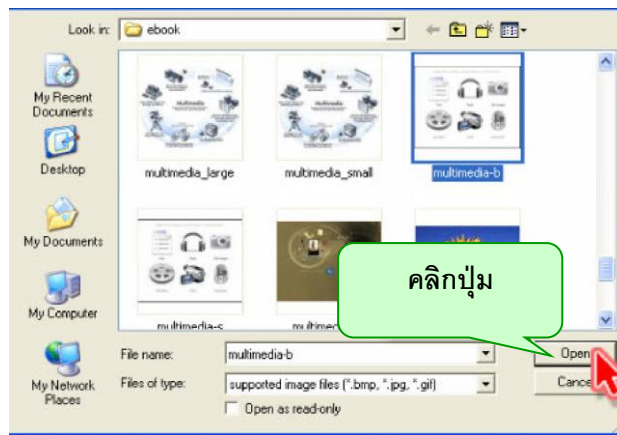 Look in:
ebook
My Recent
Documents
Desktop
My Documents
My Computer
My Network
Places
multimedia_large
multimedia_small
multimedia-b
multimedia-s
คลิกปุ่ม
File name:
multimedia-b
Open
Files of type:
supported image files (*.bmp, *.jpg, *.gif)
Open as read-only